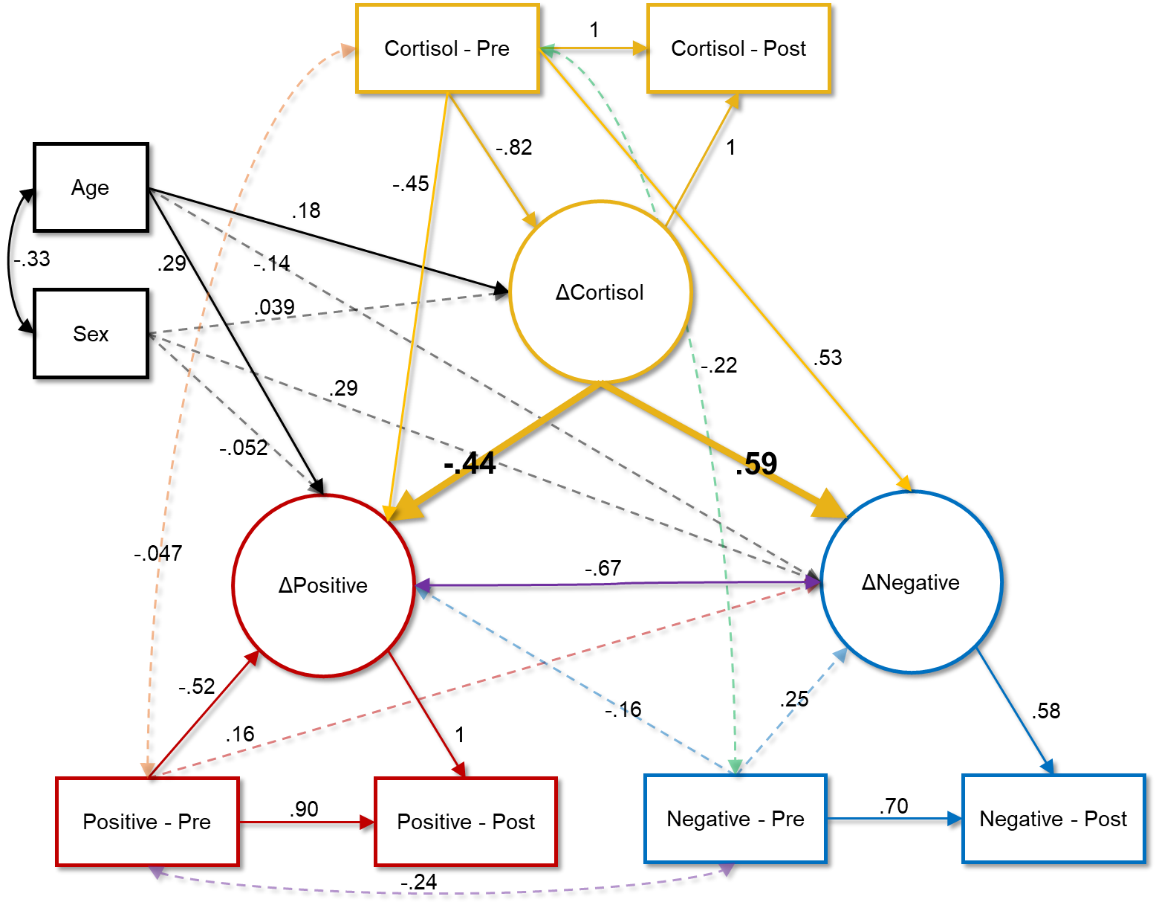 1
Cortisol - Pre
Cortisol - Post
-.82
1
-.45
Age
.18
-.33
.29
-.14
ΔCortisol
.039
Sex
.53
-.22
.29
-.052
-.44
.59
-.047
-.67
ΔPositive
ΔNegative
-.52
.25
-.16
.58
.16
1
.90
.70
Positive - Pre
Positive - Post
Negative - Pre
Negative - Post
-.24